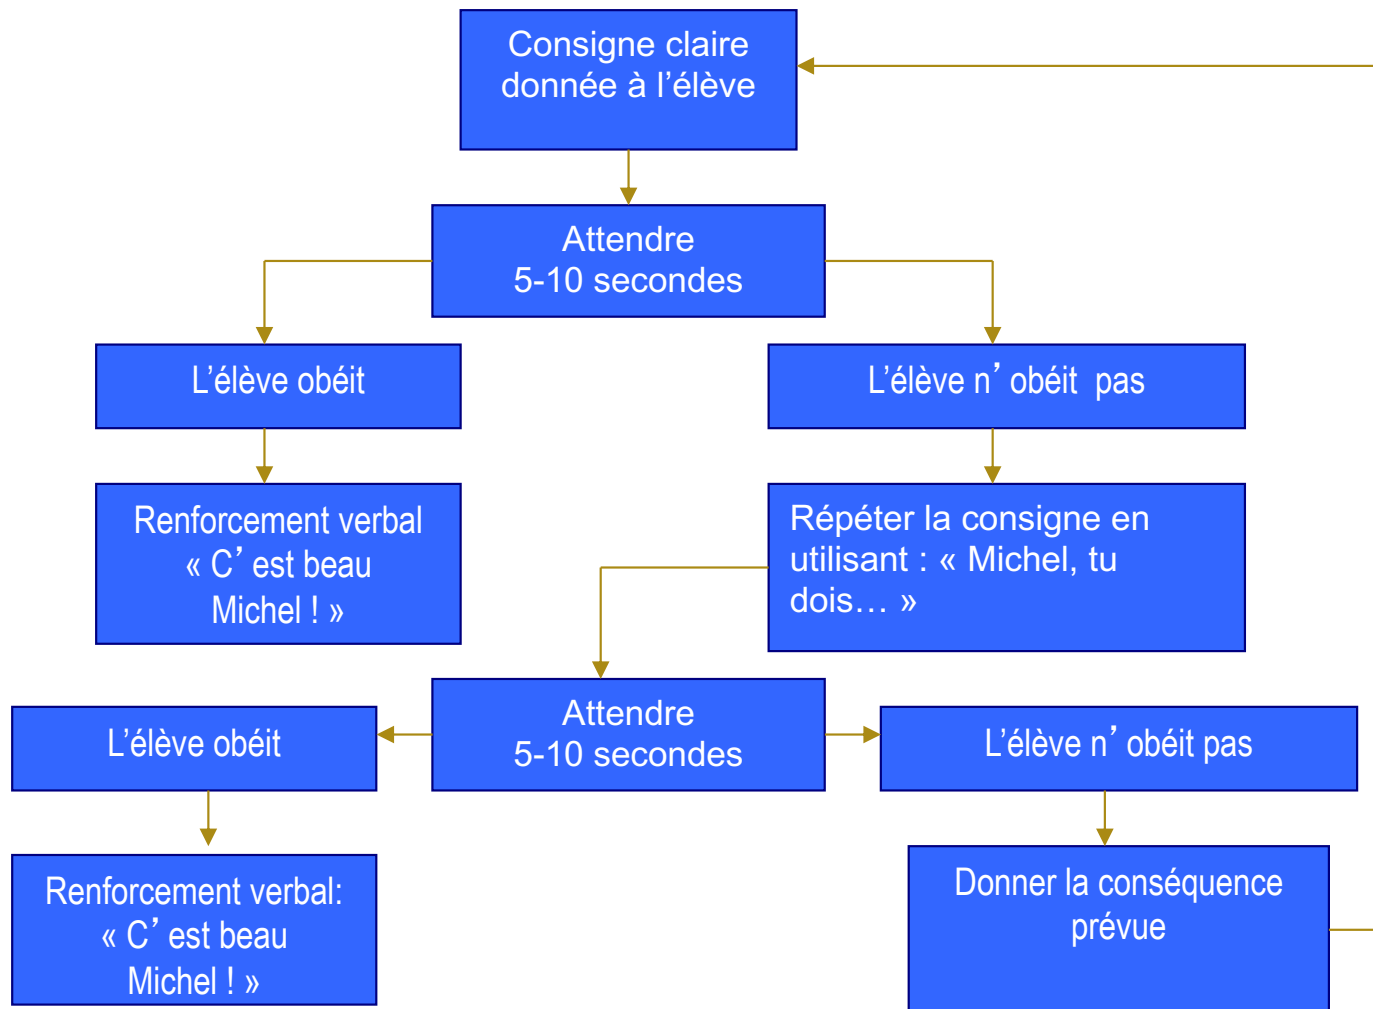 Consigne claire
donnée à l’élève
Attendre
5-10 secondes
L’élève obéit
L’élève n’ obéit  pas
Renforcement verbal
« C’ est beau
Michel ! »
Répéter la consigne en
utilisant : « Michel, tu
dois… »
Attendre
5-10 secondes
L’élève obéit
L’élève n’ obéit pas
Renforcement verbal:
« C’ est beau
Michel ! »
Donner la conséquence
prévue